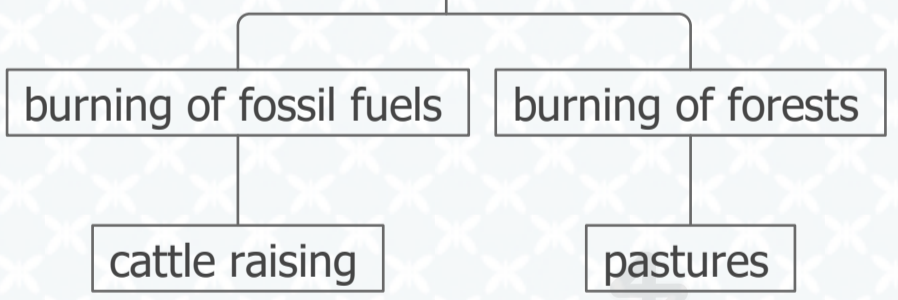 burning of fossil fuels
burning of forests
cattle raising
pastures